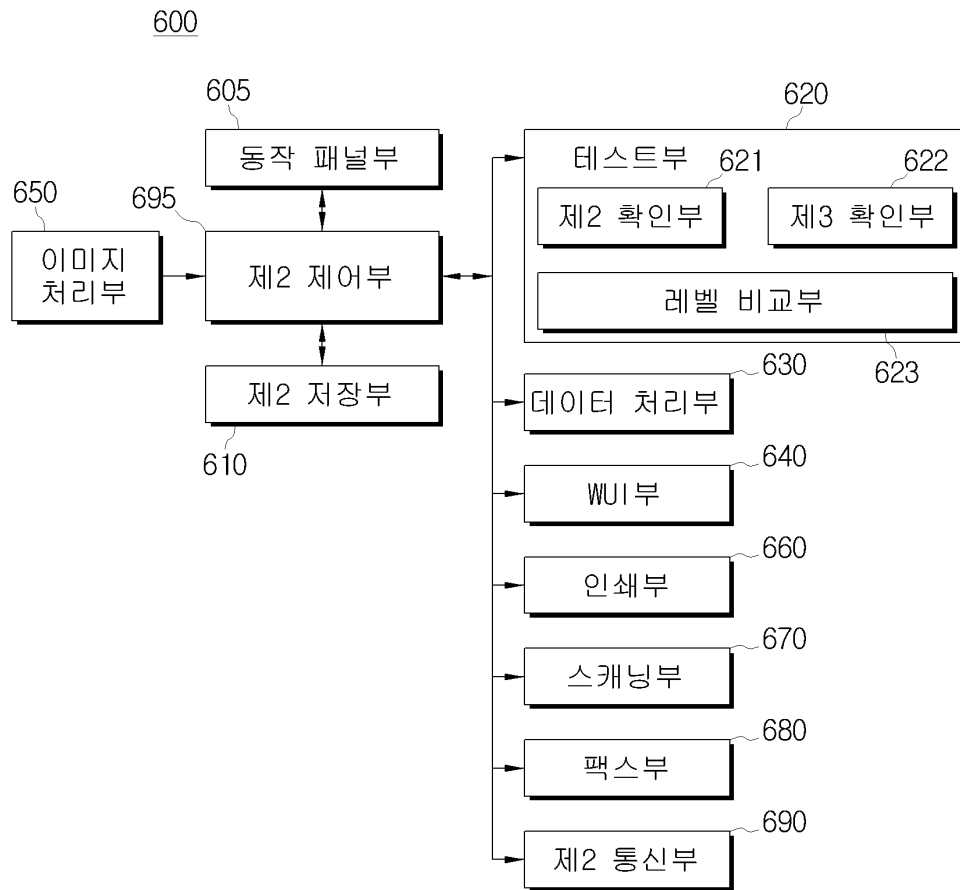 600
605
동작 패널부
650
이미지
처리부
695
제2 제어부
제2 저장부
610
620
테스트부
621
제2 확인부
622
제3 확인부
레벨 비교부
623
630
데이터 처리부
640
WUI부
660
인쇄부
670
스캐닝부
680
팩스부
690
제2 통신부